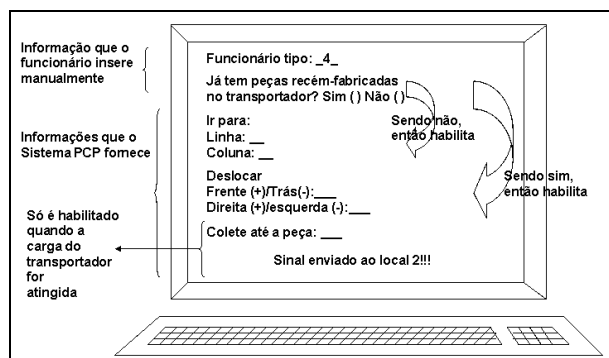 Informação que o
funcionário insere
manualmente
Informações que o
Sistema PCP fornece
Só é habilitado
quando a
carga do
transportador
for
atingida
Funcionário tipo: _4_
Já tem peças recém-fabricadas
no transportador? Sim ( ) Não ( )
Ir para:
Linha: __
Coluna: __
Deslocar
Frente (+)/Trás(-):___
Direita (+)/esquerda (-):___
Colete até a peça: ___
Sinal enviado ao local 2!!!
Sendo não,
então habilita
Sendo sim,
então habilita